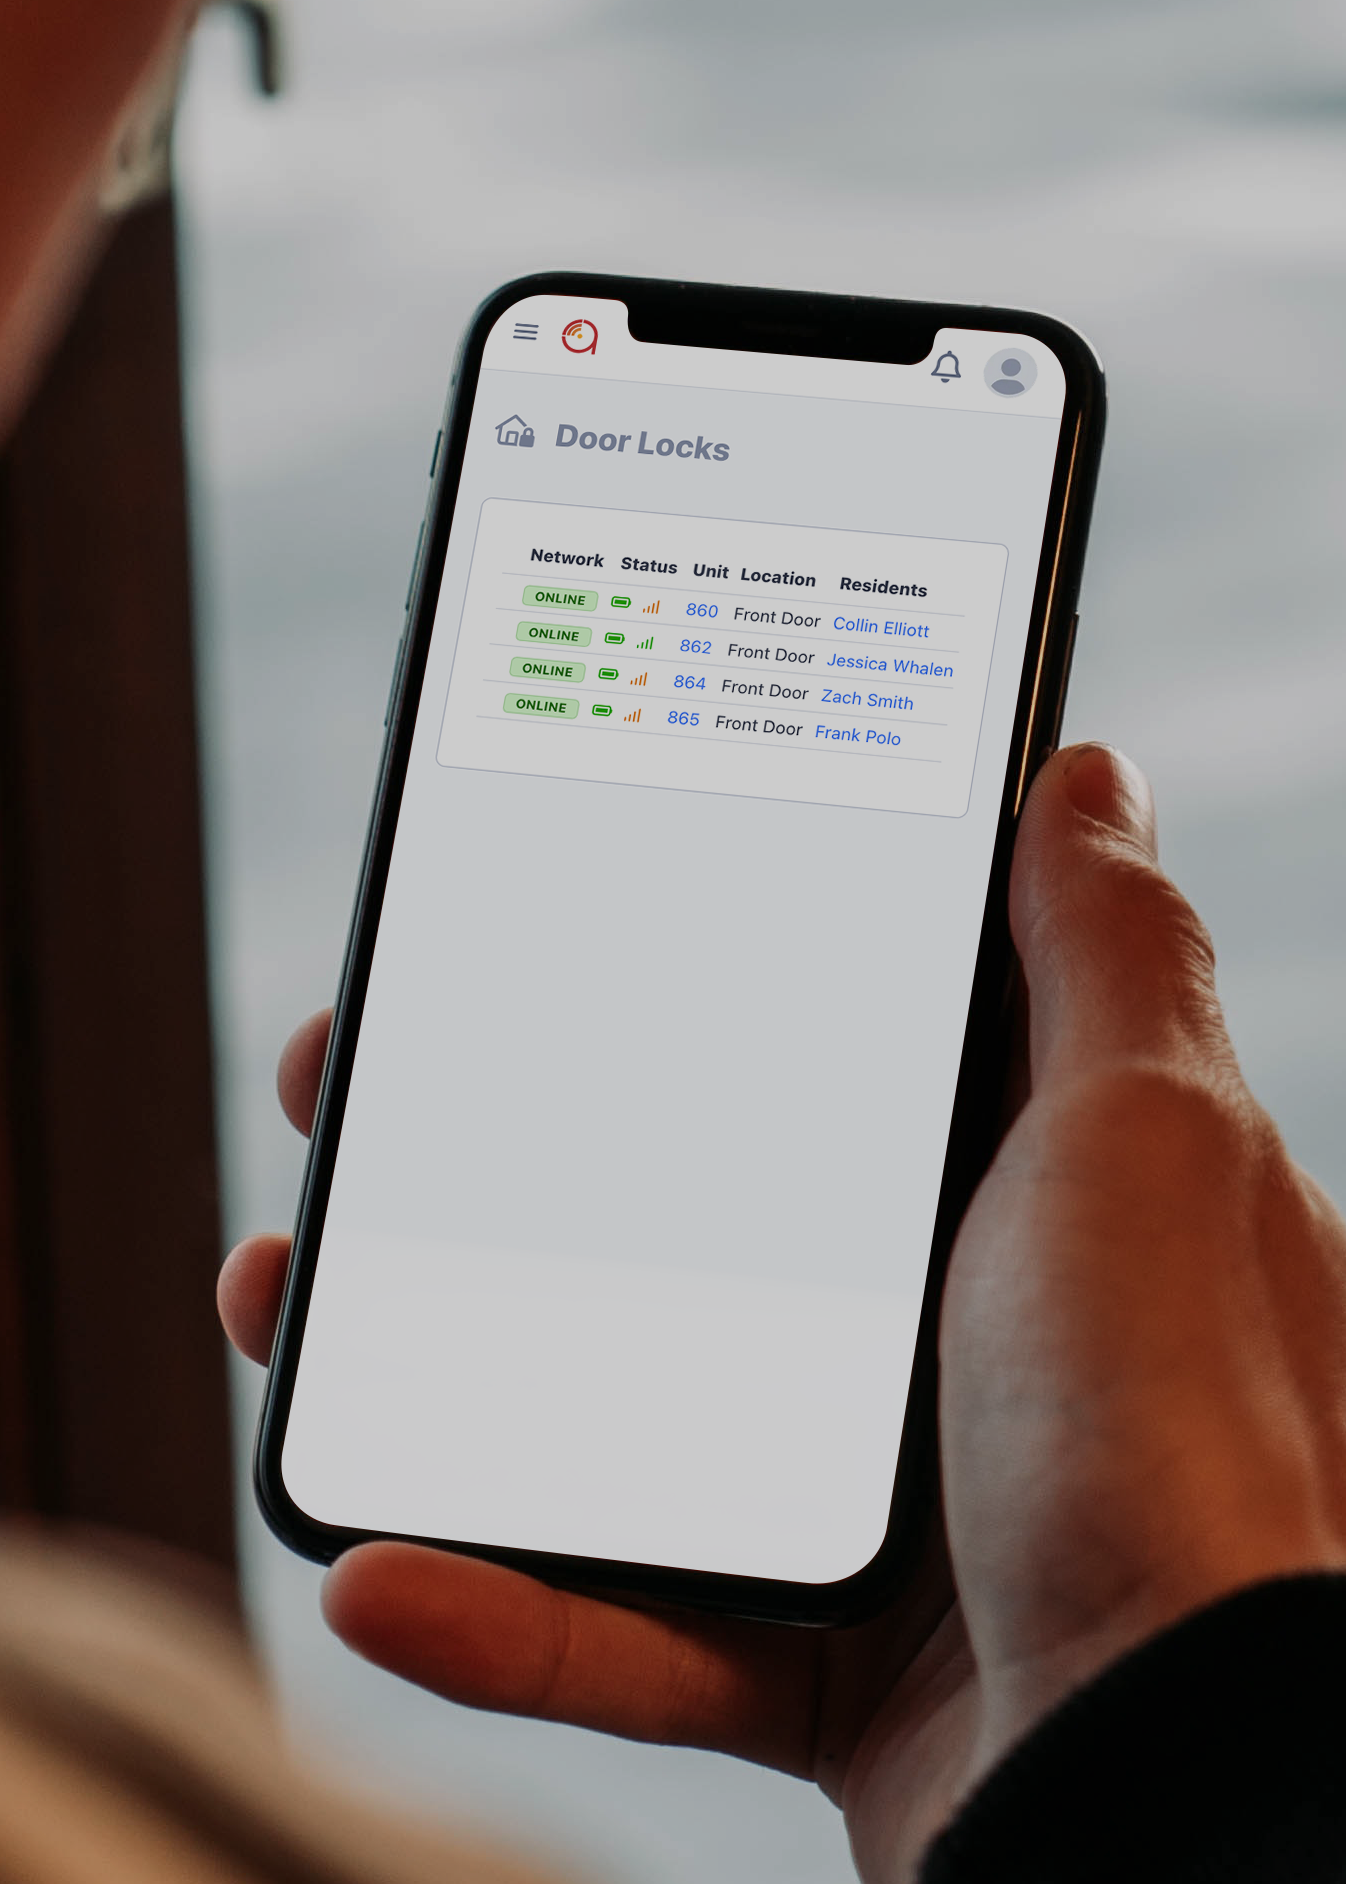 Door Locks
Network Status Unit Location Residents
ONLINE 860 Front Door Collin Elliott
ONLINE 862 Front Door Jessica Whalen
ONLINE 864 Front Door Zach Smith
ONLINE 865 Front Door Frank Polo